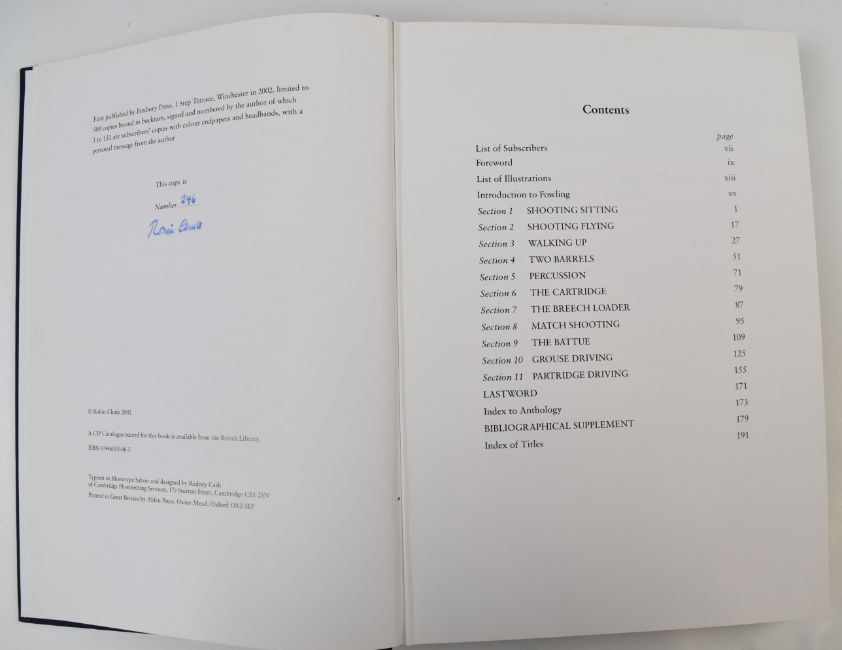 First published by Foxbury Press, 1 Step Terrace, Winchester in 2002, limited to
500 copies bound in buckram, signed and numbered by the author of which
1 to 131 are subscribers' copies with colour endpapers and headbands, with a
personal message from the author
This copy is
Number 246
Robin Chute
© Robin Chute 2002
A CIP Catalogue record for this book is available from the British Library
ISBN
Typeset in Monotype Sabon and designed by Rodney Cash
of Cambridge Photosetting Services, 17c Sturton Street, Cambridge CB1 2SN
Printed in Great Britain by Alden Press, Osney Mead, Oxford OX2 0EF
Contents
page
List of Subscribers vii
Foreword ix
List of Illustrations xiii
Introduction to Fowling xv
Section 1 SHOOTING SITTING 1
Section 2 SHOOTING FLYING 17
Section 3 WALKING UP 27
Section 4 TWO BARRELS 51
Section 5 PERCUSSION 71
Section 6 THE CARTRIDGE 79
Section 7 THE BREECH LOADER 87
Section 8 MATCH SHOOTING 95
Section 9 THE BATTUE 109
Section 10 GROUSE DRIVING 125
Section 11 PARTRIDGE DRIVING 155
LASTWORD 171
Index to Anthology 173
BIBLIOGRAPHICAL SUPPLEMENT 179
Index of Titles 191